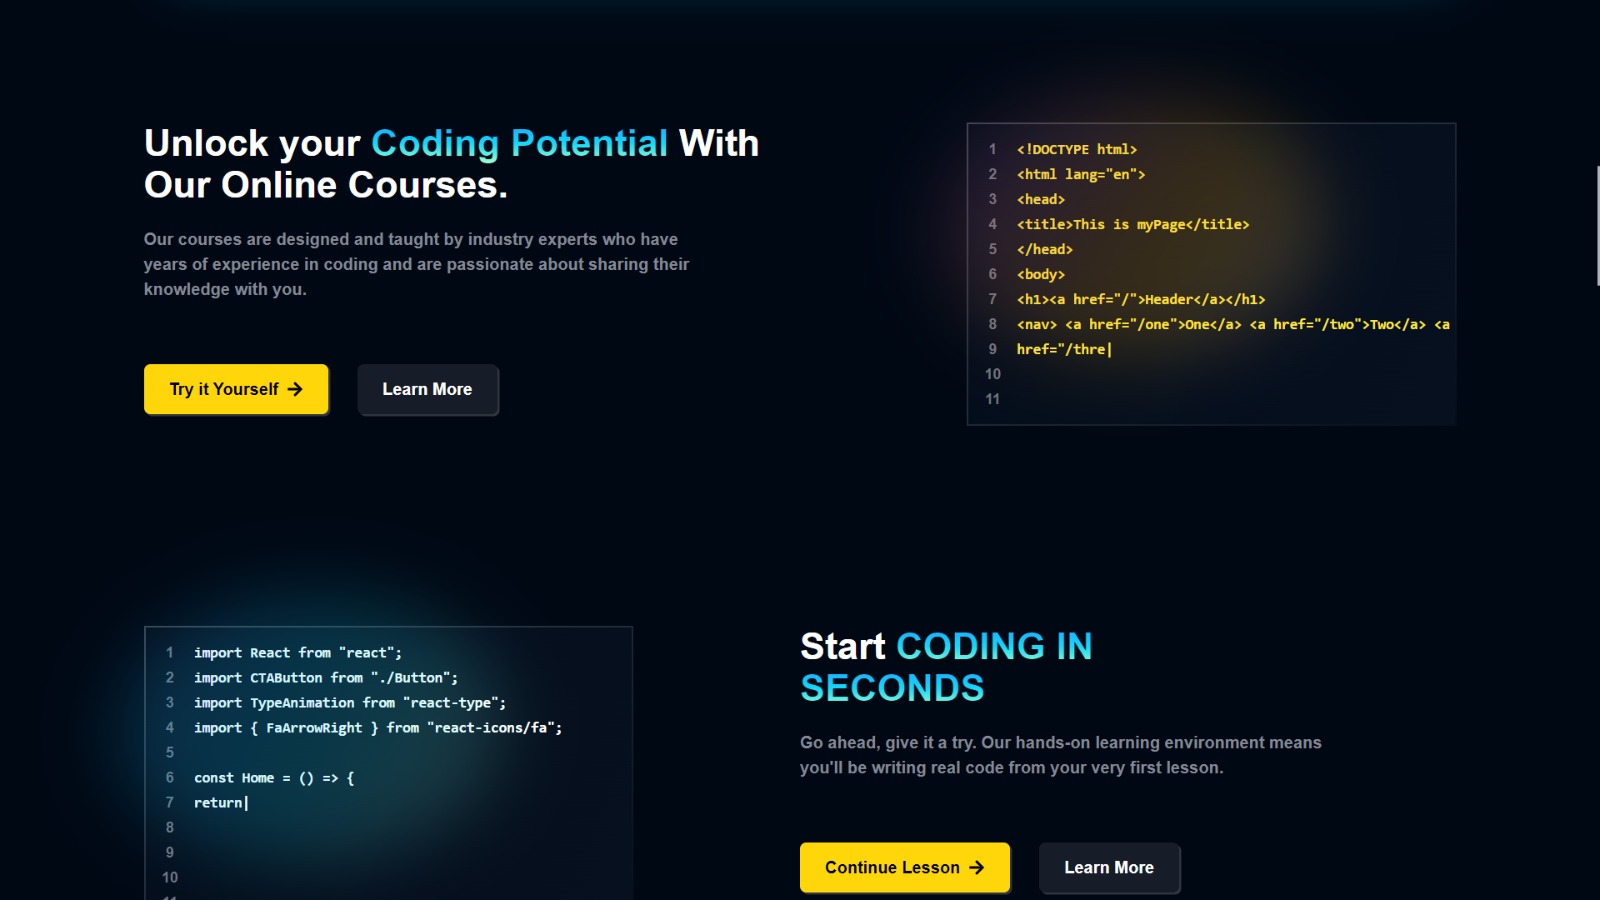 Unlock your Coding Potential With
Our Online Courses.
Our courses are designed and taught by industry experts who have
years of experience in coding and are passionate about sharing their
knowledge with you.
Try it Yourself
Learn More
1 <!DOCTYPE html>
2 <html lang="en">
3 <head>
4 <title>This is myPage</title>
5 </head>
6 <body>
7 <h1><a href="/">Header</a></h1>
8 <nav> <a href="/one">One</a> <a href="/two">Two</a> <a
9 href="/thre|
10
11
1 import React from "react";
2 import CTAButton from "./Button";
3 import TypeAnimation from "react-type";
4 import { FaArrowRight } from "react-icons/fa";
5
6 const Home = () => {
7 return|
8
9
10
Start CODING IN
SECONDS
Go ahead, give it a try. Our hands-on learning environment means
you'll be writing real code from your very first lesson.
Continue Lesson
Learn More